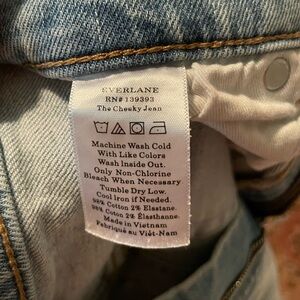 EVERLANE
RN# 139393
The Cheeky Jean
Machine Wash Cold
With Like Colors
Wash Inside Out.
Only Non-Chlorine
Bleach When Necessary
Tumble Dry Low.
Cool Iron if Needed.
98% Cotton 2% Elastane.
98% Coton 2% Élasthanne.
Made in Vietnam
Fabriqué au Viêt-Nam